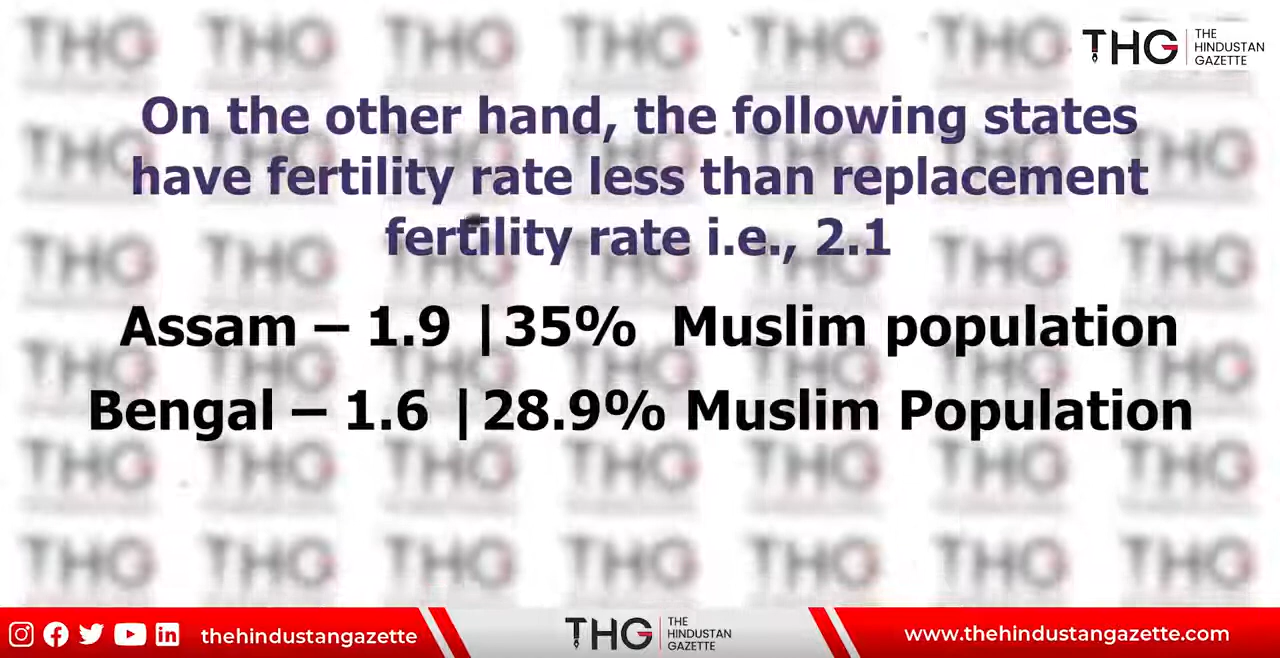 THG THE
HINDUSTAN
GAZETTE
On the other hand, the following states
have fertility rate less than replacement
fertility rate i.e., 2.1
Assam – 1.9 |35% Muslim population
Bengal – 1.6 |28.9% Muslim Population
thehindustangazette
THG THE
HINDUSTAN
GAZETTE
www.thehindustangazette.com